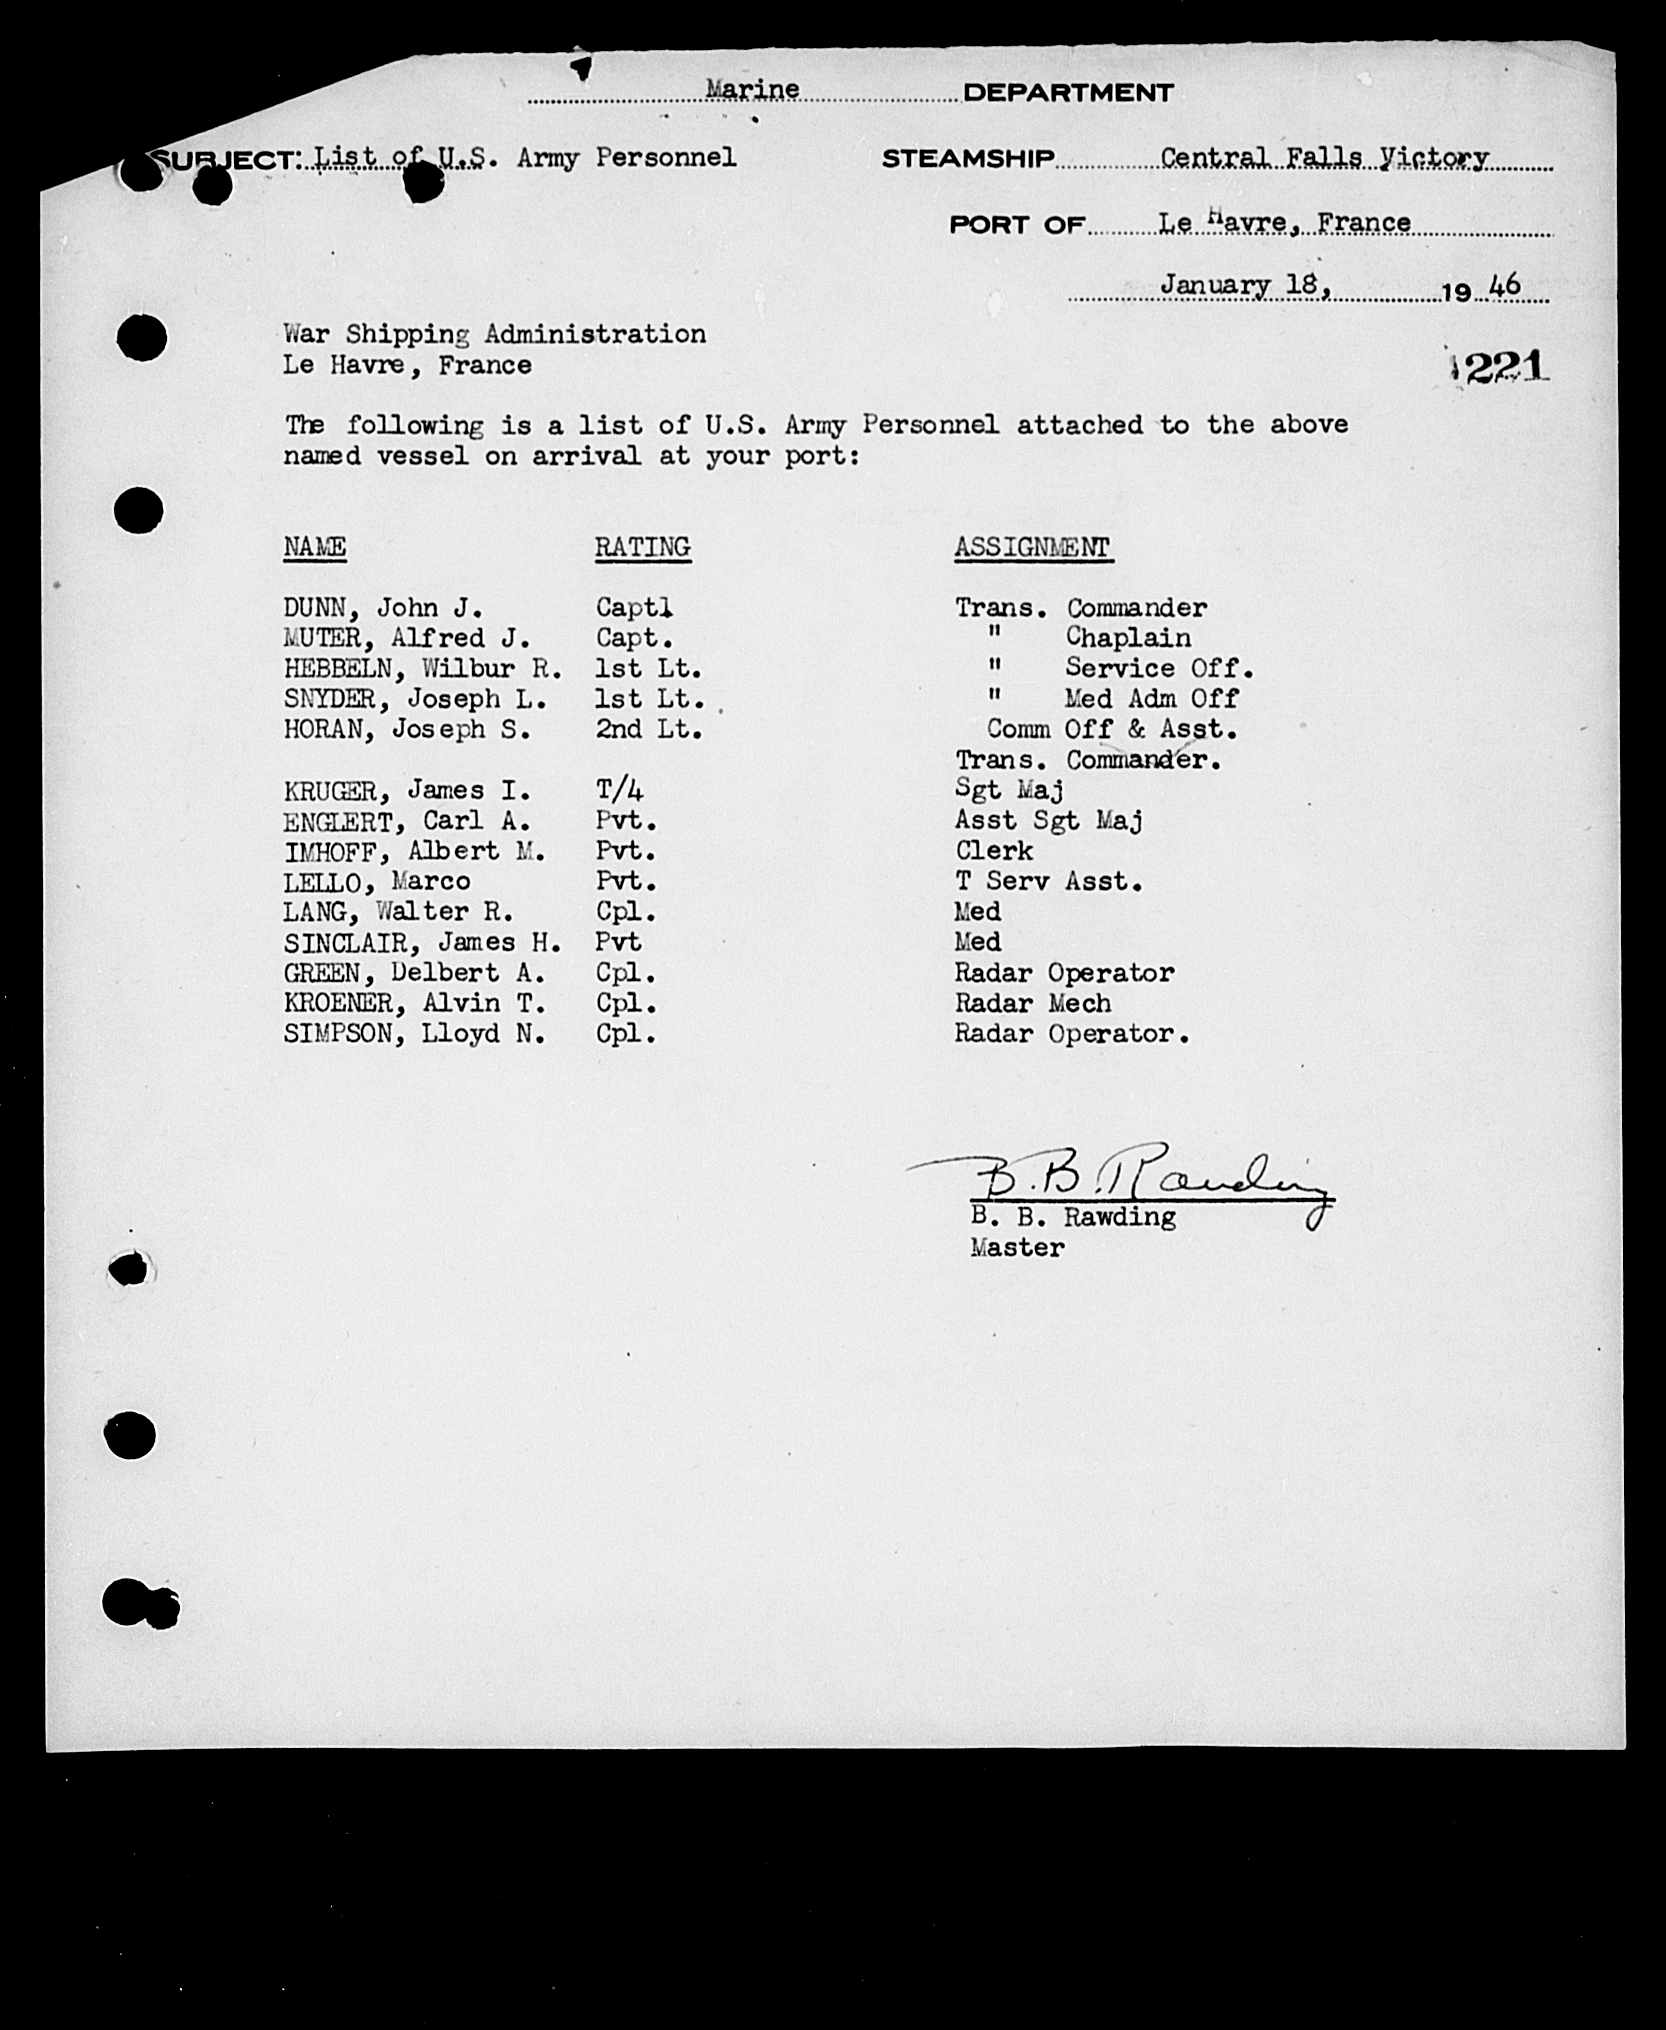 Marine DEPARTMENT
SUBJECT: List of U.S. Army Personnel STEAMSHIP Central Falls Victory
PORT OF Le Havre, France
January 18, 19 46
War Shipping Administration
Le Havre, France
1221
The following is a list of U.S. Army Personnel attached to the above
named vessel on arrival at your port:
NAME RATING ASSIGNMENT
DUNN, John J. Captl Trans. Commander
MUTER, Alfred J. Capt. " Chaplain
HEBBELN, Wilbur R. 1st Lt. " Service Off.
SNYDER, Joseph L. 1st Lt. " Med Adm Off
HORAN, Joseph S. 2nd Lt. Comm Off & Asst.
Trans. Commander.
KRUGER, James I. T/4 Sgt Maj
ENGLERT, Carl A. Pvt. Asst Sgt Maj
IMHOFF, Albert M. Pvt. Clerk
LELLO, Marco Pvt. T Serv Asst.
LANG, Walter R. Cpl. Med
SINCLAIR, James H. Pvt Med
GREEN, Delbert A. Cpl. Radar Operator
KROENER, Alvin T. Cpl. Radar Mech
SIMPSON, Lloyd N. Cpl. Radar Operator.
B. B. Rawding
B. B. Rawding
Master